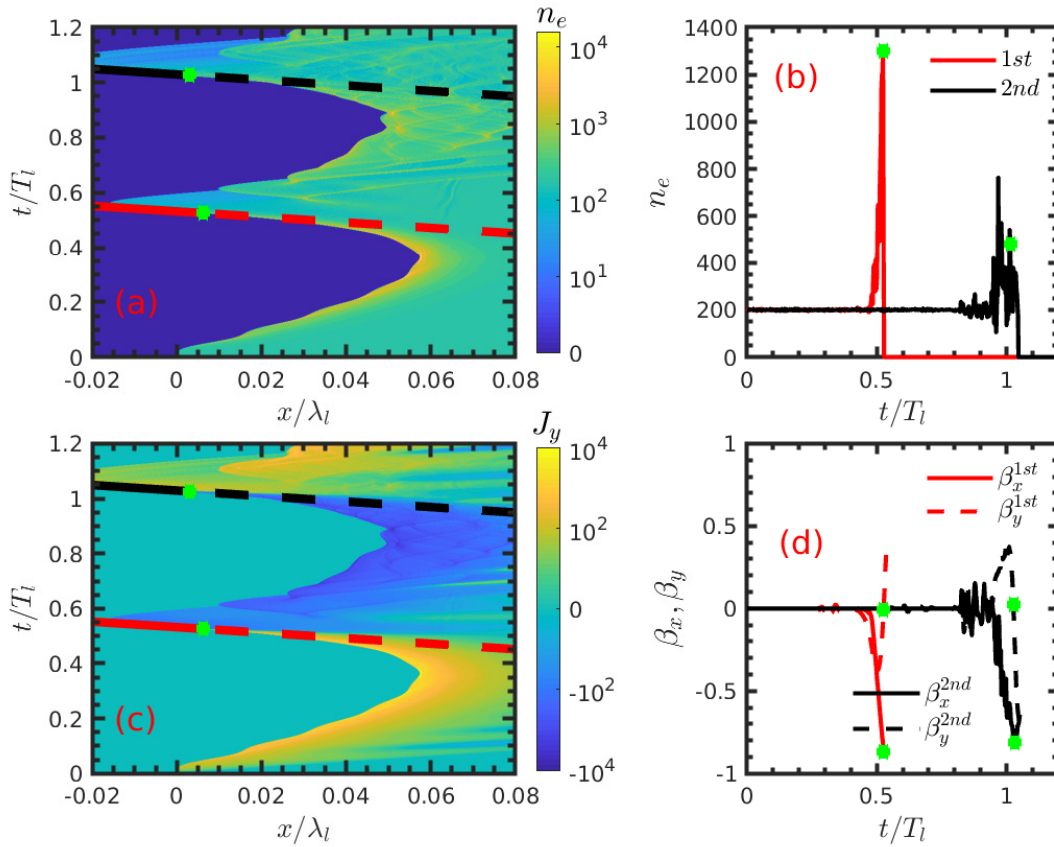 1.2
1
0.8
0.6
0.4
0.2
0
t/T_l
(a)
-0.02 0 0.02 0.04 0.06 0.08
x/λ_l
n_e
10^4
10^3
10^2
10^1
0
(b)
1st
2nd
1400
1200
1000
800
600
400
200
0
n_e
0 0.5 1
t/T_l
1.2
1
0.8
0.6
0.4
0.2
0
t/T_l
(c)
-0.02 0 0.02 0.04 0.06 0.08
x/λ_l
J_y
10^4
10^2
0
-10^2
-10^4
1
0.5
0
-0.5
-1
β_x, β_y
(d)
β_x^{1st}
β_y^{1st}
β_x^{2nd}
β_y^{2nd}
0 0.5 1
t/T_l